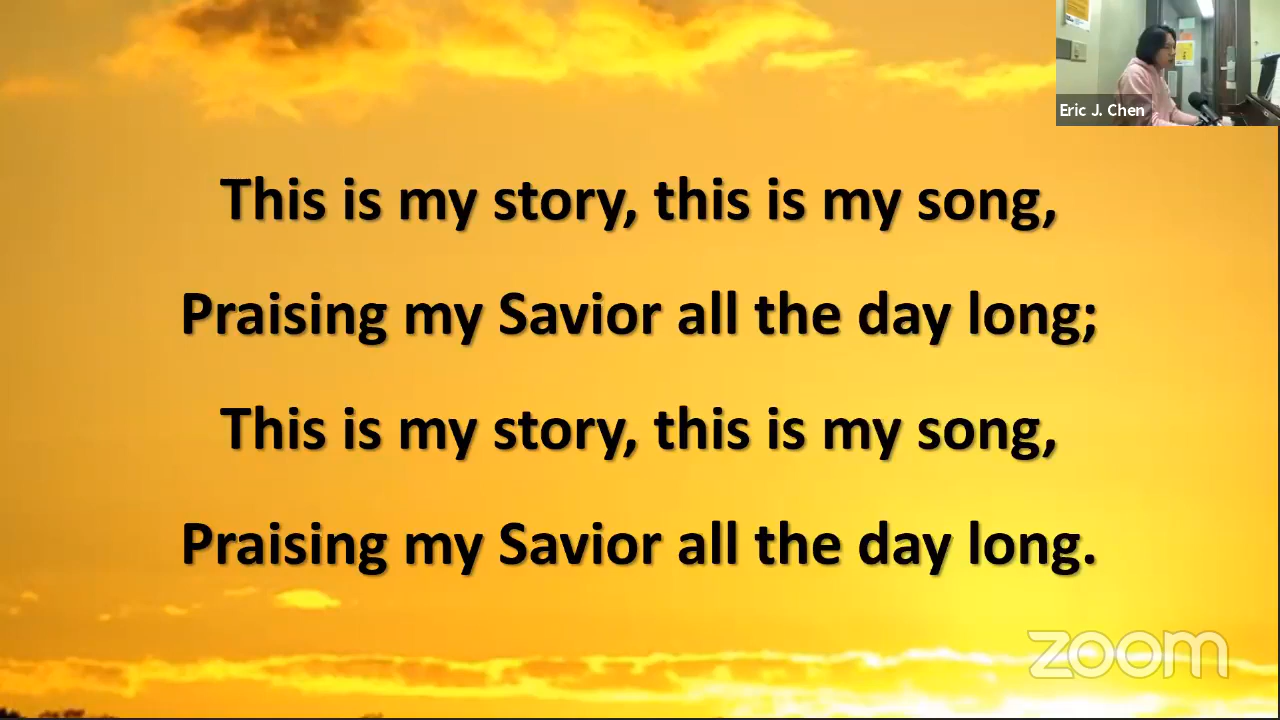 Eric J. Chen
This is my story, this is my song,
Praising my Savior all the day long;
This is my story, this is my song,
Praising my Savior all the day long.
zoom